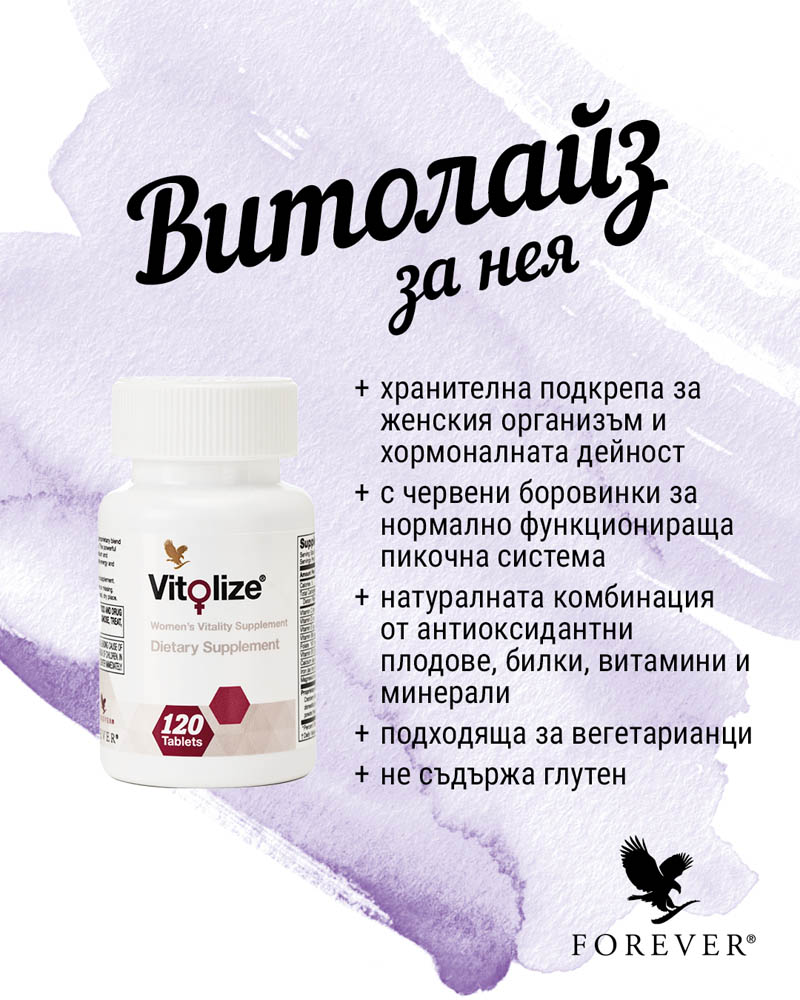 Витолайз
за нея
+ хранителна подкрепа за
женския организъм и
хормоналната дейност
+ с червени боровинки за
нормално функционираща
пикочна система
+ натуралната комбинация
от антиоксидантни
плодове, билки, витамини и
минерали
+ подходяща за вегетарианци
+ не съдържа глутен
Vitolize®
Women's Vitality Supplement
Dietary Supplement
120
Tablets
FOREVER®